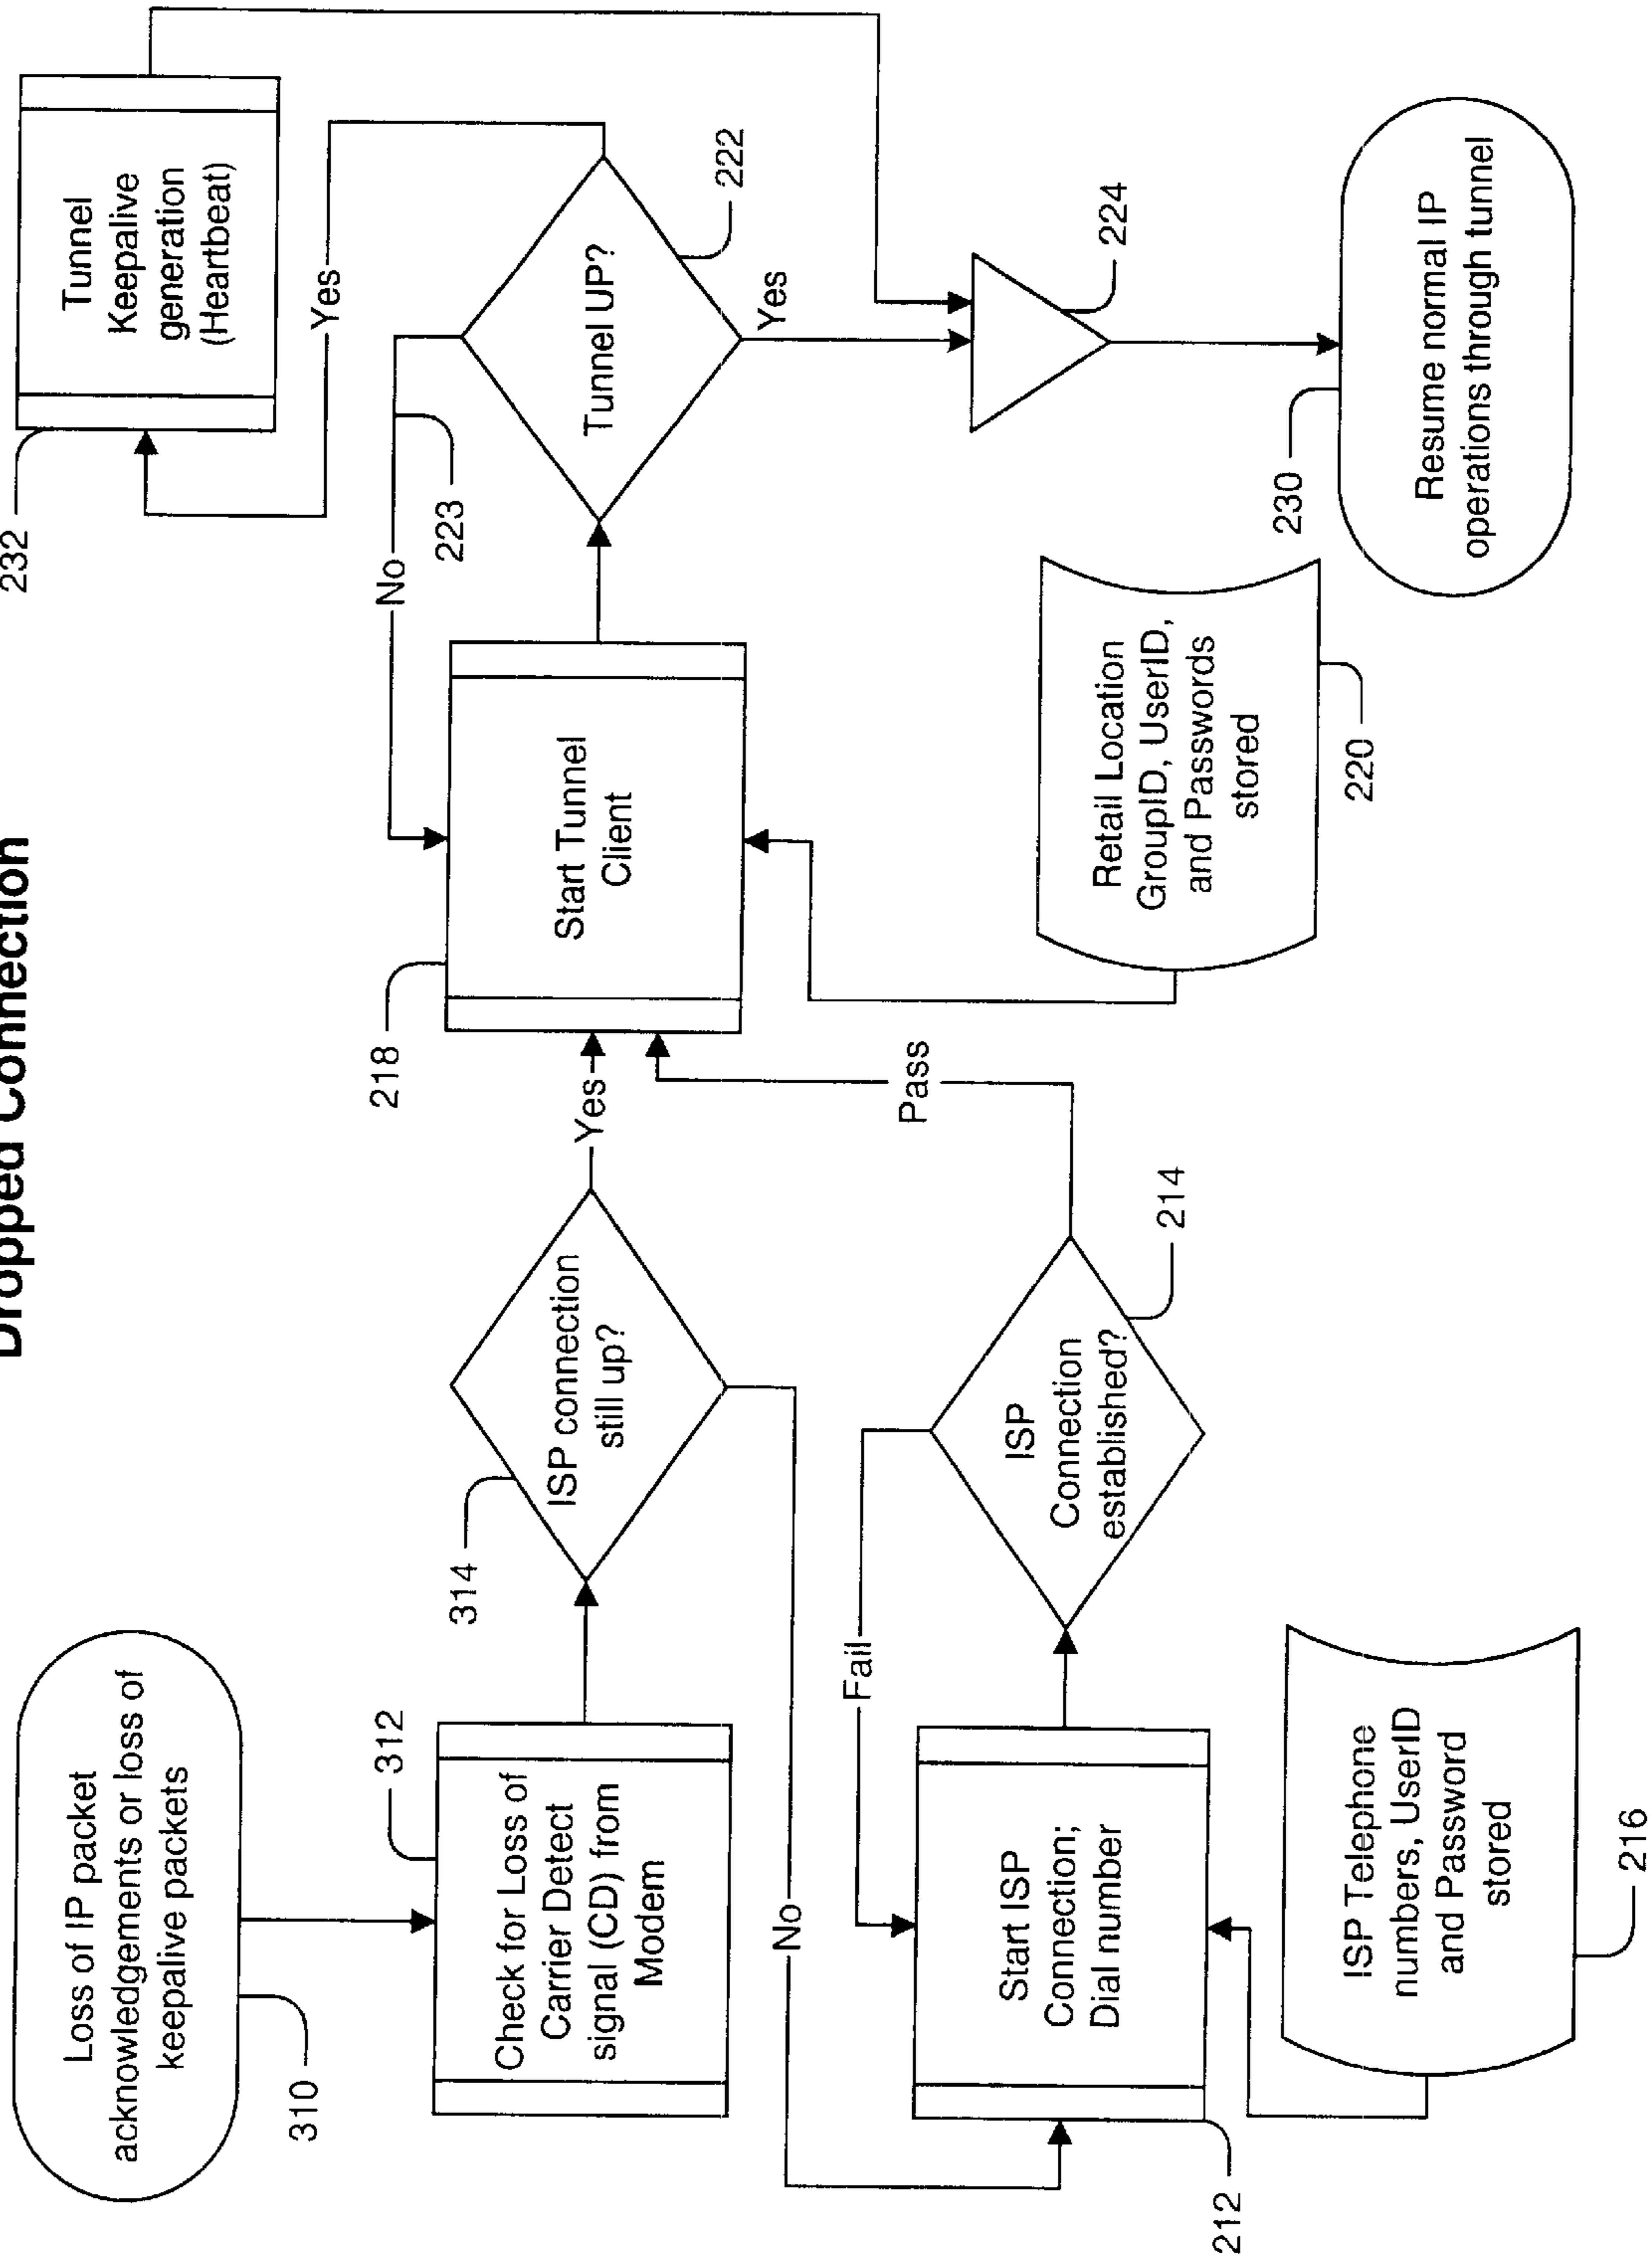 Dropped Connection
Loss of IP packet
acknowledgements or loss of
keepalive packets
310
312
Check for Loss of
Carrier Detect
signal (CD) from
Modem
314
ISP connection
still up?
Yes
No
218
Start Tunnel
Client
No
223
Tunnel UP?
222
Yes
Yes
232
Tunnel
Keepalive
generation
(Heartbeat)
224
230
Resume normal IP
operations through tunnel
Retail Location
GroupID, UserID,
and Passwords
stored
220
Pass
Fail
ISP
Connection
established?
214
Start ISP
Connection;
Dial number
212
ISP Telephone
numbers, UserID
and Password
stored
216